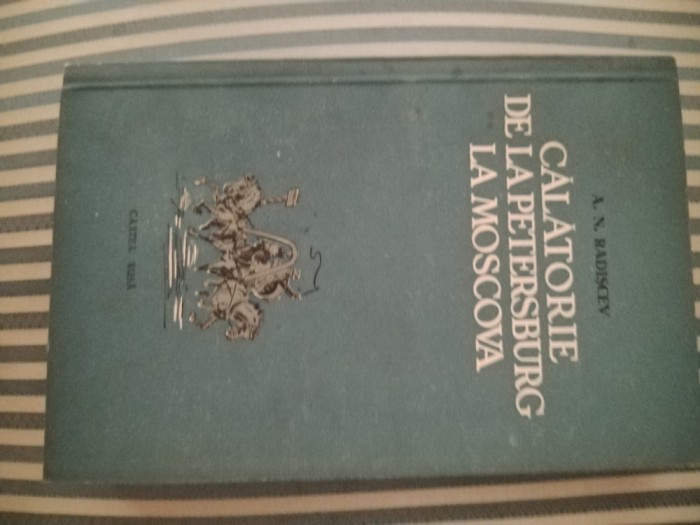 A. N. RADIȘCEV
CĂLĂTORIE
DE LA PETERSBURG
LA MOSCOVA
CARTEA RUSĂ